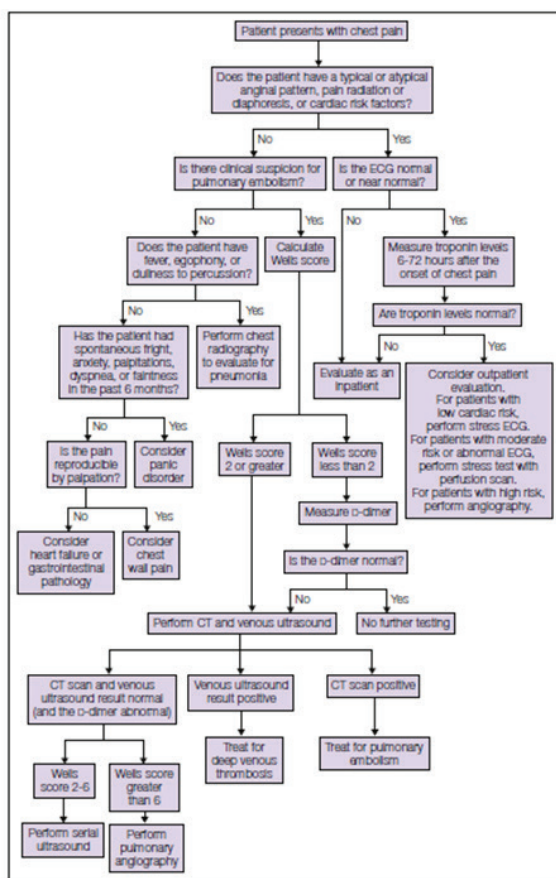 Patient presents with chest pain
Does the patient have a typical or atypical
anginal pattern, pain radiation or
diaphoresis, or cardiac risk factors?
No
Yes
Is there clinical suspicion for
pulmonary embolism?
Is the ECG normal
or near normal?
No
Yes
No
Yes
Does the patient have
fever, egophony, or
dullness to percussion?
Calculate
Wells score
Measure troponin levels
6-72 hours after the
onset of chest pain
No
Yes
Are troponin levels normal?
No
Yes
Has the patient had
spontaneous fright,
anxiety, palpitations,
dyspnea, or faintness
in the past 6 months?
Perform chest
radiography
to evaluate for
pneumonia
Evaluate as an
inpatient
Consider outpatient
evaluation.
For patients with
low cardiac risk,
perform stress ECG.
For patients with moderate
risk or abnormal ECG,
perform stress test with
perfusion scan.
For patients with high risk,
perform angiography.
No
Yes
Is the pain
reproducible
by palpation?
Consider
panic
disorder
Wells score
2 or greater
Wells score
less than 2
No
Yes
Measure D-dimer
Consider
heart failure or
gastrointestinal
pathology
Consider
chest
wall pain
Is the D-dimer normal?
No
Yes
Perform CT and venous ultrasound
No further testing
CT scan and venous
ultrasound result normal
(and the D-dimer abnormal)
Venous ultrasound
result positive
CT scan positive
Wells
score 2-6
Wells score
greater
than 6
Treat for
deep venous
thrombosis
Treat for pulmonary
embolism
Perform serial
ultrasound
Perform
pulmonary
angiography